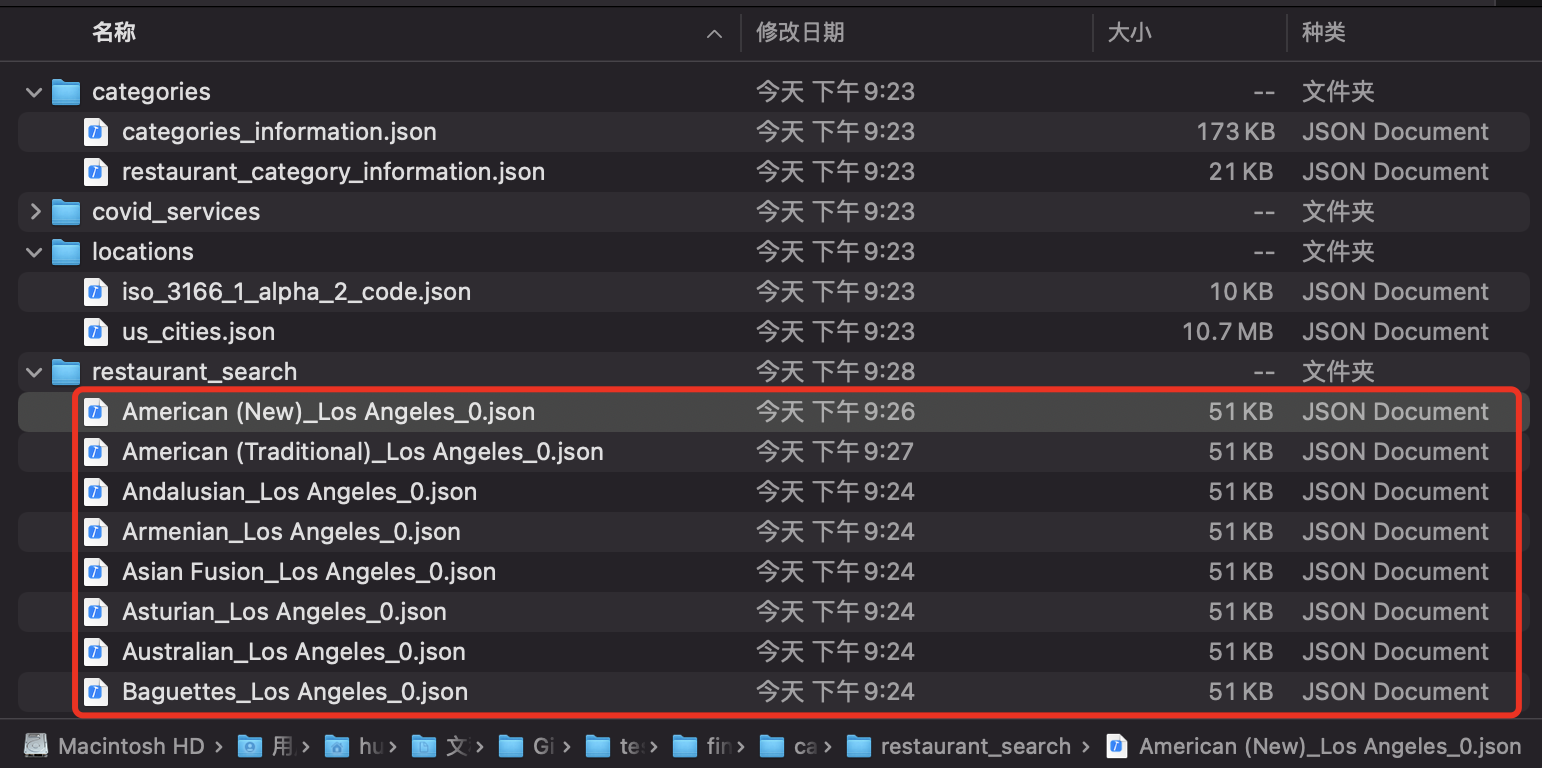 名称 修改日期 大小 种类
categories 今天 下午9:23 -- 文件夹
categories_information.json 今天 下午9:23 173 KB JSON Document
restaurant_category_information.json 今天 下午9:23 21 KB JSON Document
covid_services 今天 下午9:23 -- 文件夹
locations 今天 下午9:23 -- 文件夹
iso_3166_1_alpha_2_code.json 今天 下午9:23 10 KB JSON Document
us_cities.json 今天 下午9:23 10.7 MB JSON Document
restaurant_search 今天 下午9:28 -- 文件夹
American (New)_Los Angeles_0.json 今天 下午9:26 51 KB JSON Document
American (Traditional)_Los Angeles_0.json 今天 下午9:27 51 KB JSON Document
Andalusian_Los Angeles_0.json 今天 下午9:24 51 KB JSON Document
Armenian_Los Angeles_0.json 今天 下午9:24 51 KB JSON Document
Asian Fusion_Los Angeles_0.json 今天 下午9:24 51 KB JSON Document
Asturian_Los Angeles_0.json 今天 下午9:24 51 KB JSON Document
Australian_Los Angeles_0.json 今天 下午9:24 51 KB JSON Document
Baguettes_Los Angeles_0.json 今天 下午9:24 51 KB JSON Document
Macintosh HD › 用 › hu › 文 › Gi › te › fin › ca › restaurant_search › American (New)_Los Angeles_0.json